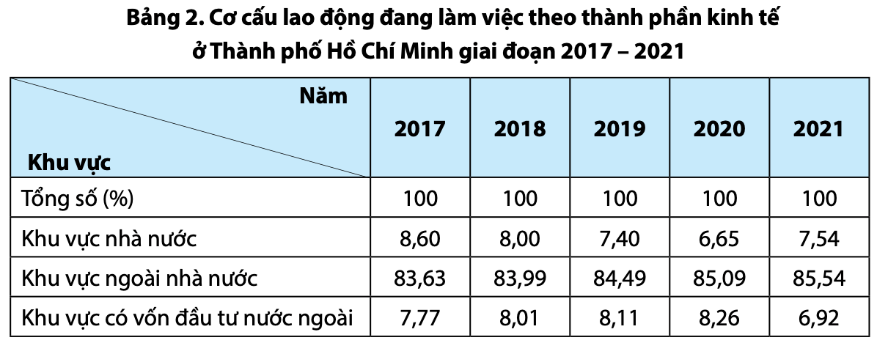 Bảng 2. Cơ cấu lao động đang làm việc theo thành phần kinh tế
ở Thành phố Hồ Chí Minh giai đoạn 2017 – 2021
Năm
Khu vực
2017 2018 2019 2020 2021
Tổng số (%) 100 100 100 100 100
Khu vực nhà nước 8,60 8,00 7,40 6,65 7,54
Khu vực ngoài nhà nước 83,63 83,99 84,49 85,09 85,54
Khu vực có vốn đầu tư nước ngoài 7,77 8,01 8,11 8,26 6,92